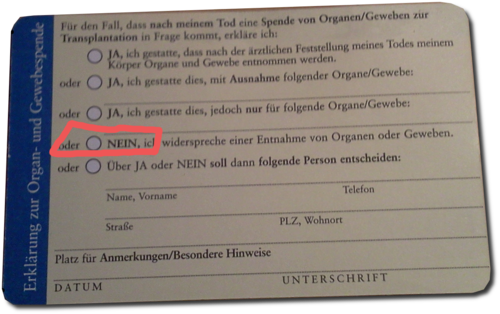 Erklärung zur Organ- und Gewebespende
Für den Fall, dass nach meinem Tod eine Spende von Organen/Geweben zur
Transplantation in Frage kommt, erkläre ich:
JA, ich gestatte, dass nach der ärztlichen Feststellung meines Todes meinem
Körper Organe und Gewebe entnommen werden.
oder JA, ich gestatte dies, mit Ausnahme folgender Organe/Gewebe:
oder JA, ich gestatte dies, jedoch nur für folgende Organe/Gewebe:
oder NEIN, ich widerspreche einer Entnahme von Organen oder Geweben.
oder Über JA oder NEIN soll dann folgende Person entscheiden:
Name, Vorname Telefon
Straße PLZ, Wohnort
Platz für Anmerkungen/Besondere Hinweise
DATUM UNTERSCHRIFT